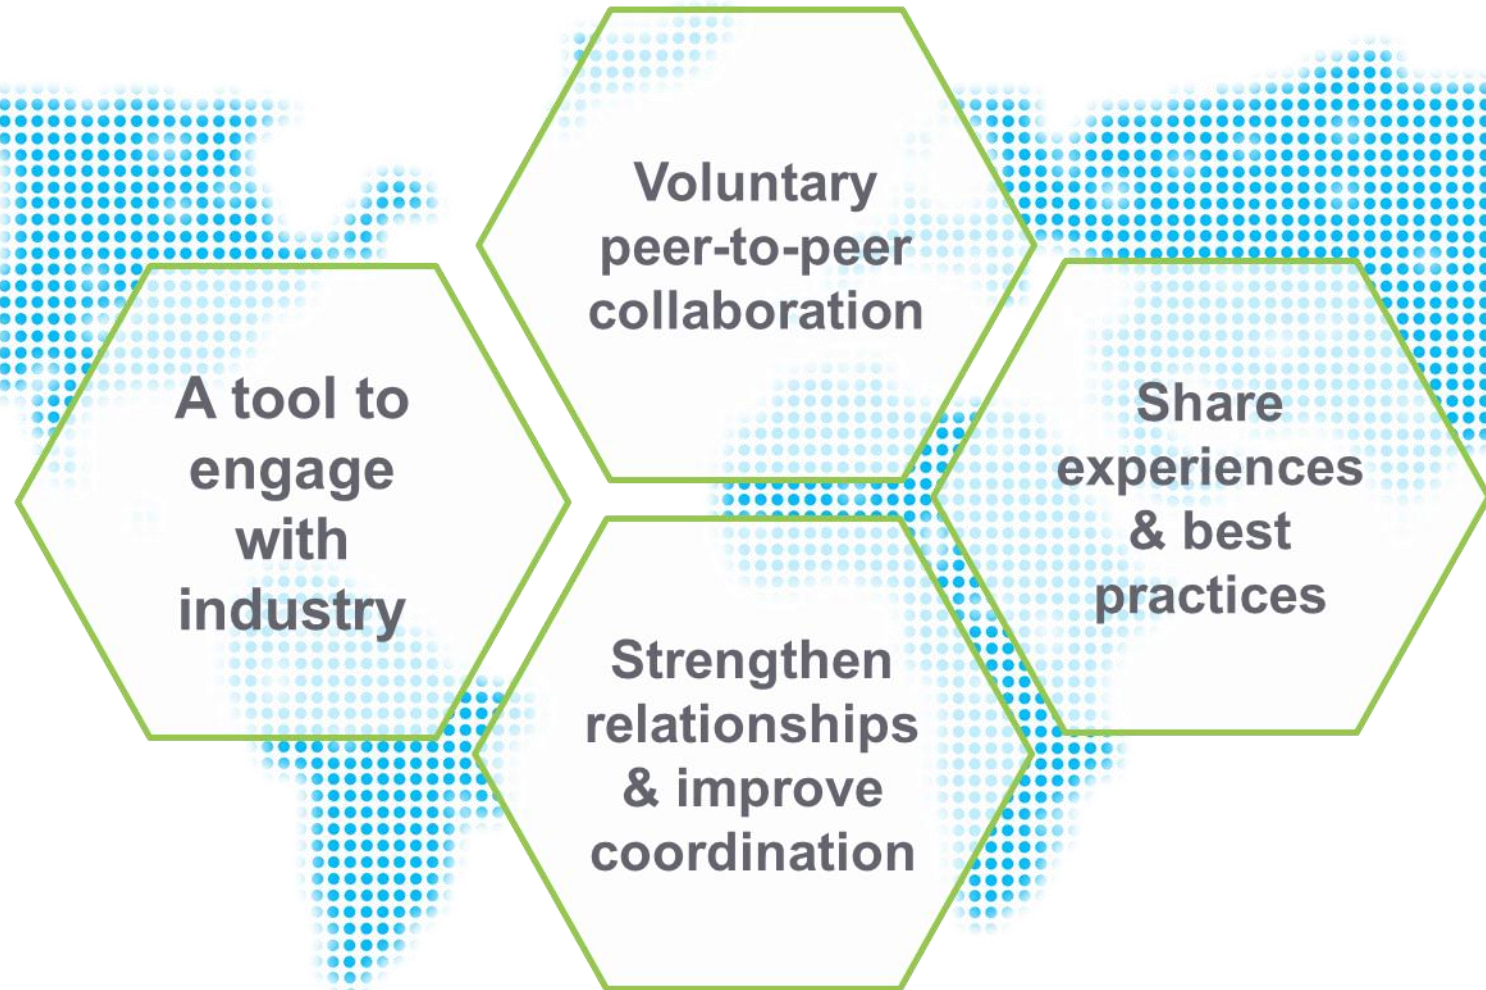 Voluntary
peer-to-peer
collaboration
A tool to
engage
with
industry
Share
experiences
& best
practices
Strengthen
relationships
& improve
coordination